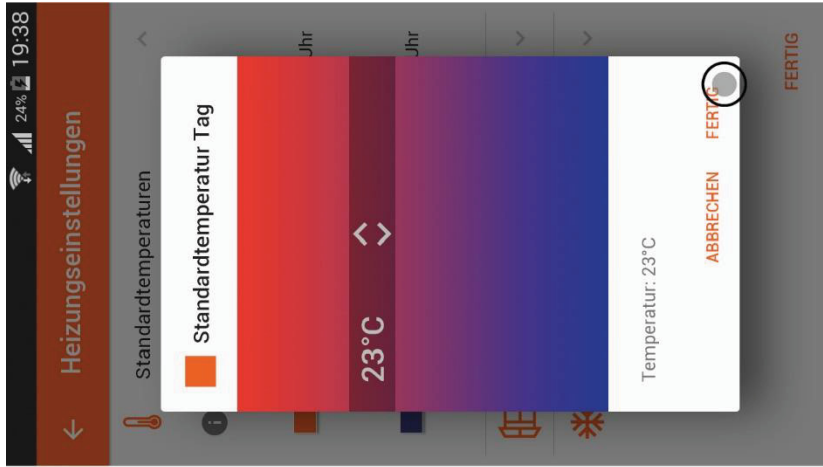 24% 19:38
Heizungseinstellungen
Standardtemperaturen
Standardtemperatur Tag
Uhr
23°C
Uhr
Temperatur: 23°C
ABBRECHEN FERTIG
FERTIG